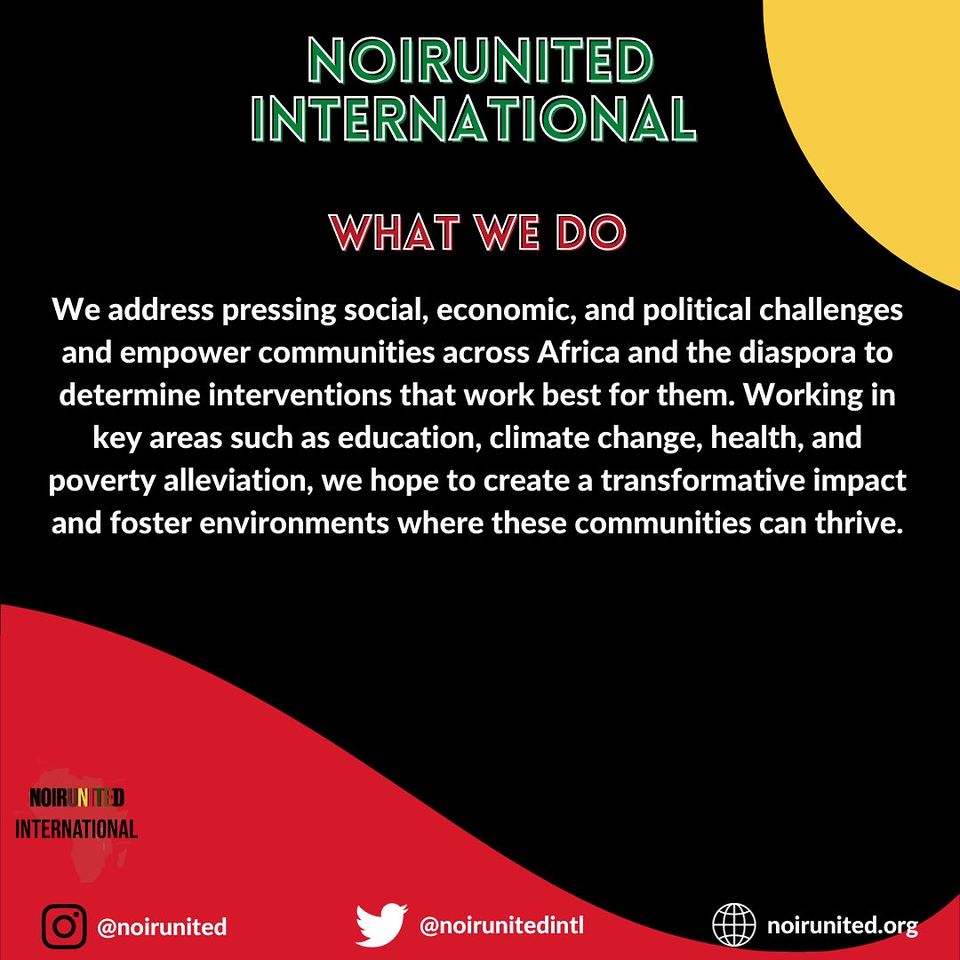 NOIRUNITED
INTERNATIONAL
WHAT WE DO
We address pressing social, economic, and political challenges
and empower communities across Africa and the diaspora to
determine interventions that work best for them. Working in
key areas such as education, climate change, health, and
poverty alleviation, we hope to create a transformative impact
and foster environments where these communities can thrive.
NOIRUNITED
INTERNATIONAL
@noirunited
@noirunitedintl
noirunited.org